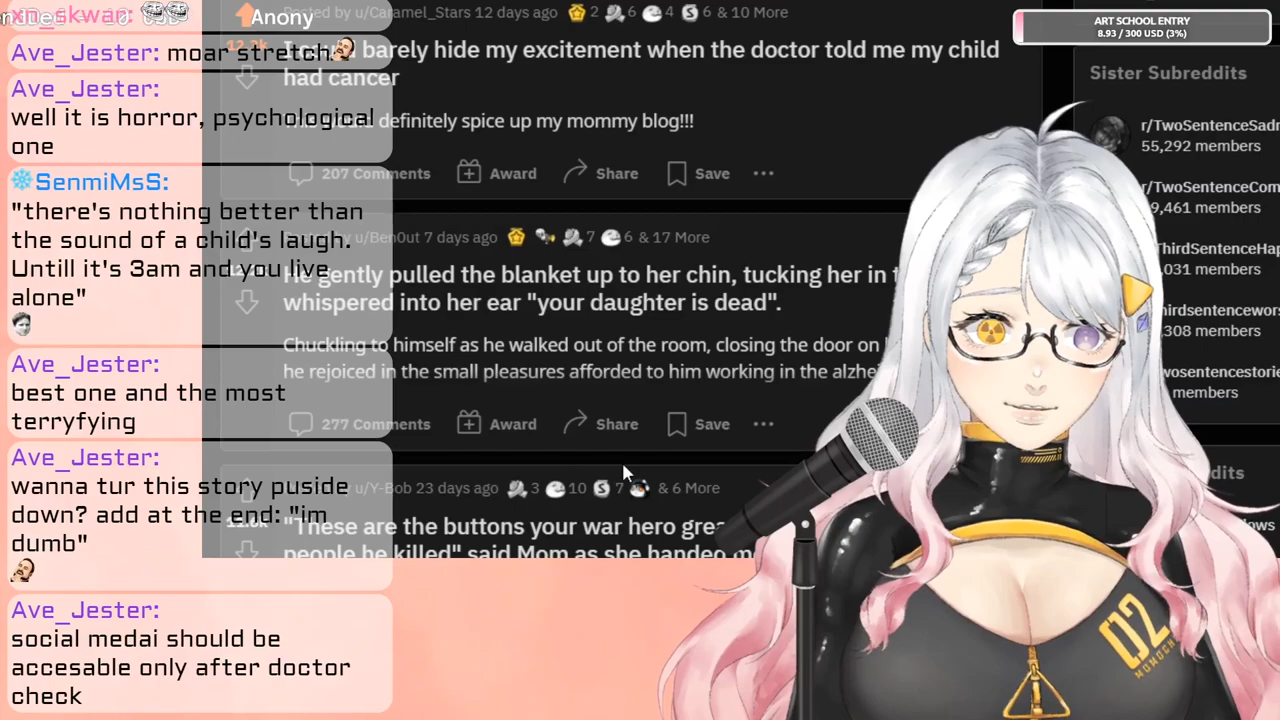 Anony
Ave_Jester: moar stretch
Ave_Jester:
well it is horror, psychological
one
SenmiMsS:
"there's nothing better than
the sound of a child's laugh.
Untill it's 3am and you live
alone"
Ave_Jester:
best one and the most
terryfying
Ave_Jester:
wanna tur this story puside
down? add at the end: "im
dumb"
Ave_Jester:
social medai should be
accesable only after doctor
check
Posted by u/Caramel_Stars 12 days ago 2 6 4 6 & 10 More
barely hide my excitement when the doctor told me my child
had cancer
definitely spice up my mommy blog!!!
207 Comments Award Share Save
u/Ben0ut 7 days ago 7 6 & 17 More
He gently pulled the blanket up to her chin, tucking her in
whispered into her ear "your daughter is dead".
Chuckling to himself as he walked out of the room, closing the door on
he rejoiced in the small pleasures afforded to him working in the
277 Comments Award Share Save
Posted by u/Y-Bob 23 days ago 3 10 7 & 6 More
"These are the buttons your war hero
people he killed" said Mom as she handed
ART SCHOOL ENTRY
8.93 / 300 USD (3%)
Sister Subreddits
r/TwoSentenceSad
55,292 members
/TwoSentenceCom
9,461 members
ThirdSentenceHap
,031 members
hirdsentencewors
,308 members
wosentencestorie
members
02
MOMOCH